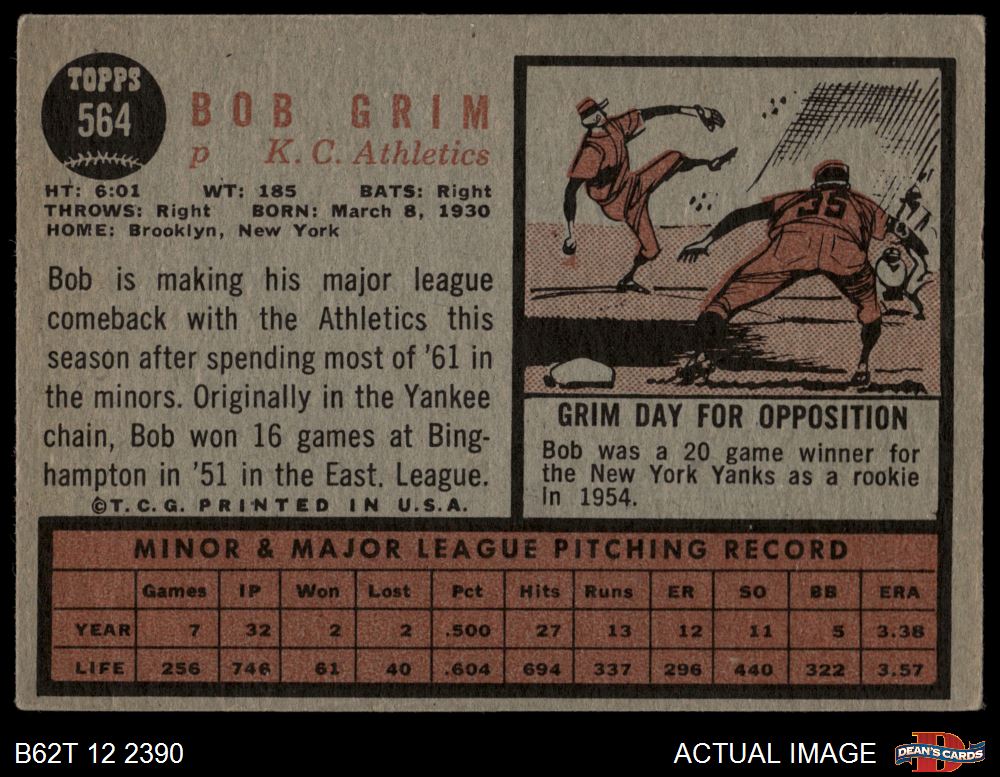 TOPPS
564
BOB GRIM
p K. C. Athletics
HT: 6:01 WT: 185 BATS: Right
THROWS: Right BORN: March 8, 1930
HOME: Brooklyn, New York
Bob is making his major league
comeback with the Athletics this
season after spending most of '61 in
the minors. Originally in the Yankee
chain, Bob won 16 games at Bing-
hampton in '51 in the East. League.
©T.C.G. PRINTED IN U.S.A.
35
GRIM DAY FOR OPPOSITION
Bob was a 20 game winner for
the New York Yanks as a rookie
in 1954.
MINOR & MAJOR LEAGUE PITCHING RECORD
Games IP Won Lost Pct Hits Runs ER SO BB ERA
YEAR 7 32 2 2 .500 27 13 12 11 5 3.38
LIFE 256 746 61 40 .604 694 337 296 440 322 3.57
B62T 12 2390
ACTUAL IMAGE
D
DEAN'S CARDS